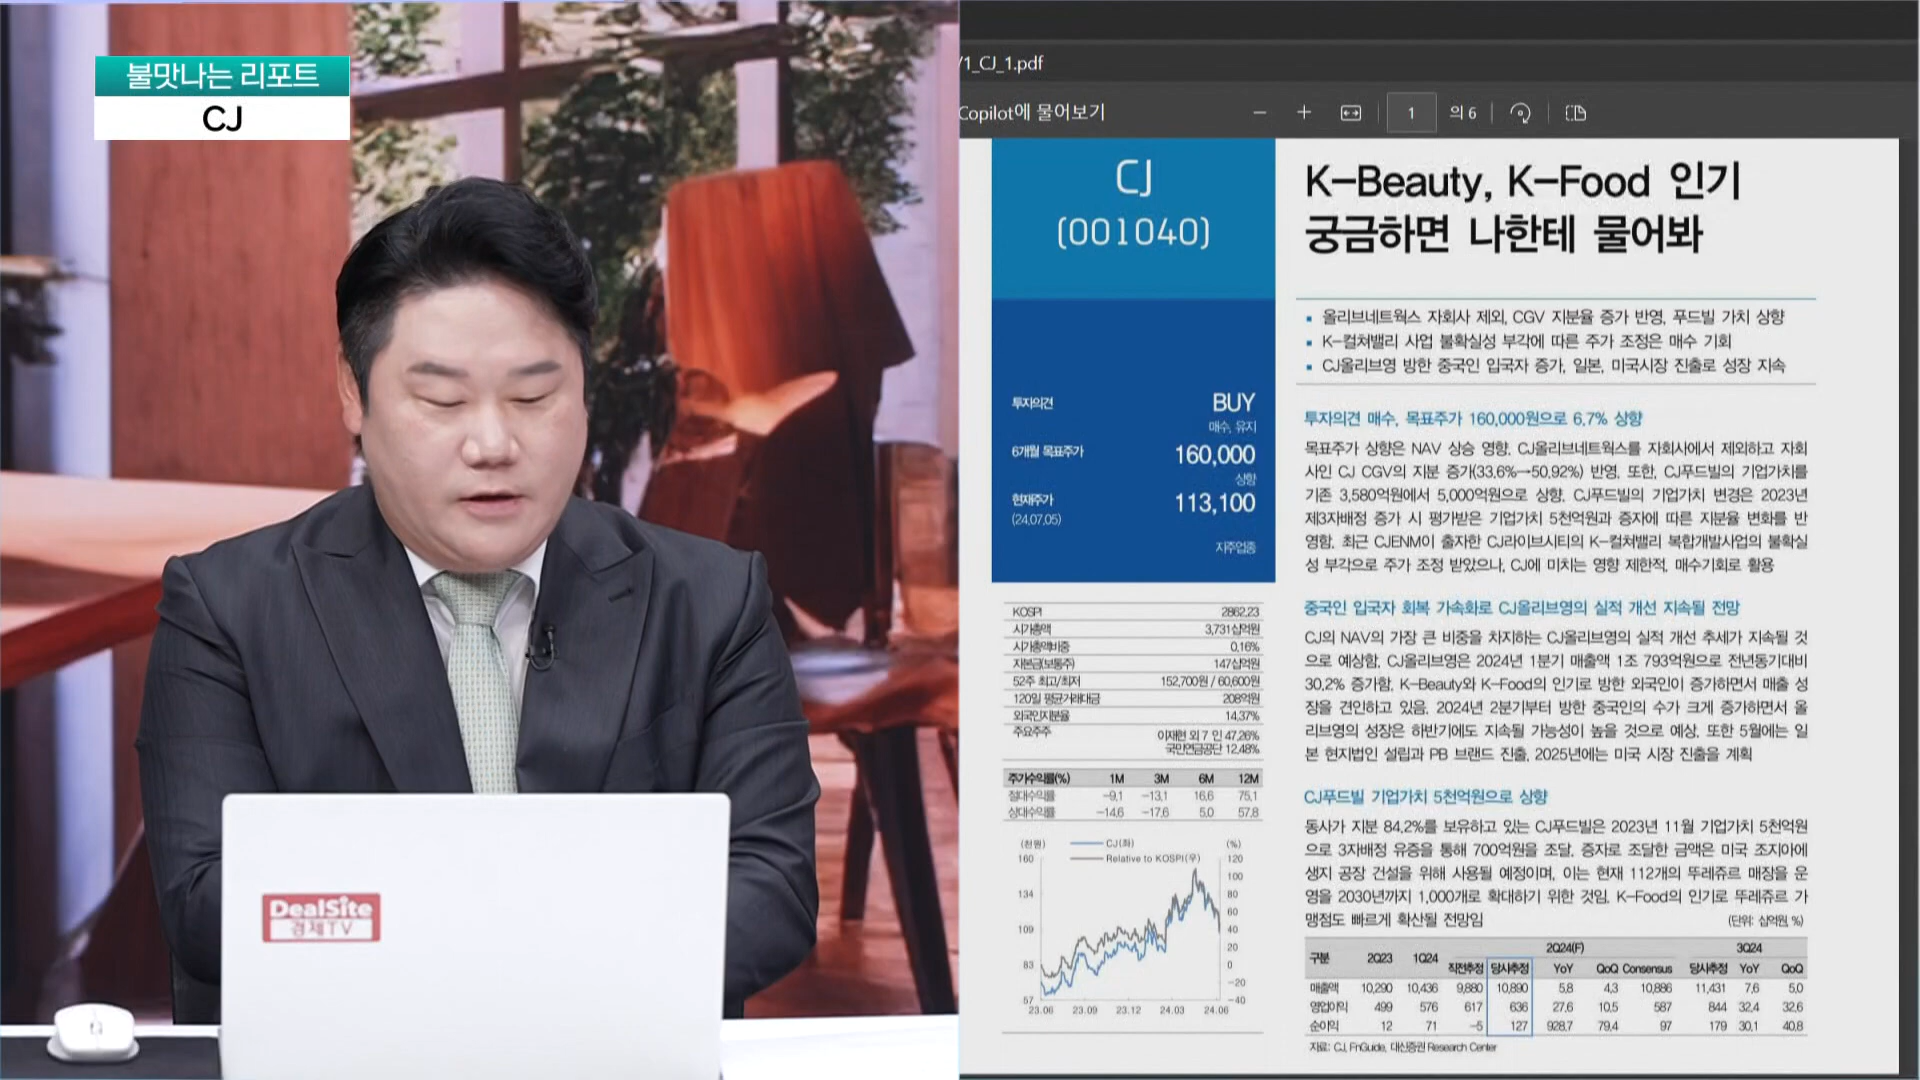 불맛나는 리포트
CJ
DealSite
경제TV
/1_CJ_1.pdf
Copilot에 물어보기
1
의 6
CJ
(001040)
투자의견
BUY
매수, 유지
6개월 목표주가
160,000
상향
현재주가
113,100
(24.07.05)
지주업종
KOSPI 2862.23
시가총액 3,731십억원
시가총액비중 0.16%
자본금(보통주) 147십억원
52주 최고/최저 152,700원 / 60,600원
120일 평균거래대금 208억원
외국인지분율 14.37%
주요주주 이재현 외 7 인 47.26%
국민연금공단 12.48%
주가수익률(%) 1M 3M 6M 12M
절대수익률 -9.1 -13.1 16.6 75.1
상대수익률 -14.6 -17.6 5.0 57.8
(천원) CJ(좌) (%)
Relative to KOSPI(우)
160 120
100
134 80
60
109 40
20
83 0
-20
57 -40
23.06 23.09 23.12 24.03 24.06
K-Beauty, K-Food 인기
궁금하면 나한테 물어봐
올리브네트웍스 자회사 제외, CGV 지분율 증가 반영, 푸드빌 가치 상향
K-컬쳐밸리 사업 불확실성 부각에 따른 주가 조정은 매수 기회
CJ올리브영 방한 중국인 입국자 증가, 일본, 미국시장 진출로 성장 지속
투자의견 매수, 목표주가 160,000원으로 6.7% 상향
목표주가 상향은 NAV 상승 영향. CJ올리브네트웍스를 자회사에서 제외하고 자회
사인 CJ CGV의 지분 증가(33.6%→50.92%) 반영. 또한, CJ푸드빌의 기업가치를
기존 3,580억원에서 5,000억원으로 상향. CJ푸드빌의 기업가치 변경은 2023년
제3자배정 증가 시 평가받은 기업가치 5천억원과 증자에 따른 지분율 변화를 반
영함. 최근 CJENM이 출자한 CJ라이브시티의 K-컬쳐밸리 복합개발사업의 불확실
성 부각으로 주가 조정 받았으나, CJ에 미치는 영향 제한적, 매수기회로 활용
중국인 입국자 회복 가속화로 CJ올리브영의 실적 개선 지속될 전망
CJ의 NAV의 가장 큰 비중을 차지하는 CJ올리브영의 실적 개선 추세가 지속될 것
으로 예상함. CJ올리브영은 2024년 1분기 매출액 1조 793억원으로 전년동기대비
30.2% 증가함. K-Beauty와 K-Food의 인기로 방한 외국인이 증가하면서 매출 성
장을 견인하고 있음. 2024년 2분기부터 방한 중국인의 수가 크게 증가하면서 올
리브영의 성장은 하반기에도 지속될 가능성이 높을 것으로 예상. 또한 5월에는 일
본 현지법인 설립과 PB 브랜드 진출, 2025년에는 미국 시장 진출을 계획
CJ푸드빌 기업가치 5천억원으로 상향
동사가 지분 84.2%를 보유하고 있는 CJ푸드빌은 2023년 11월 기업가치 5천억원
으로 3자배정 유증을 통해 700억원을 조달. 증자로 조달한 금액은 미국 조지아에
생지 공장 건설을 위해 사용될 예정이며, 이는 현재 112개의 뚜레쥬르 매장을 운
영을 2030년까지 1,000개로 확대하기 위한 것임. K-Food의 인기로 뚜레쥬르 가
맹점도 빠르게 확산될 전망임
(단위: 십억원, %)
구분 2Q23 1Q24 2Q24(F) 3Q24
직전추정 당사추정 YoY QoQ Consensus 당사추정 YoY QoQ
매출액 10,290 10,436 9,880 10,890 5.8 4.3 10,886 11,431 7.6 5.0
영업이익 499 576 617 636 27.6 10.5 587 844 32.4 32.6
순이익 12 71 -5 127 928.7 79.4 97 179 30.1 40.8
자료: CJ, FnGuide, 대신증권 Research Center